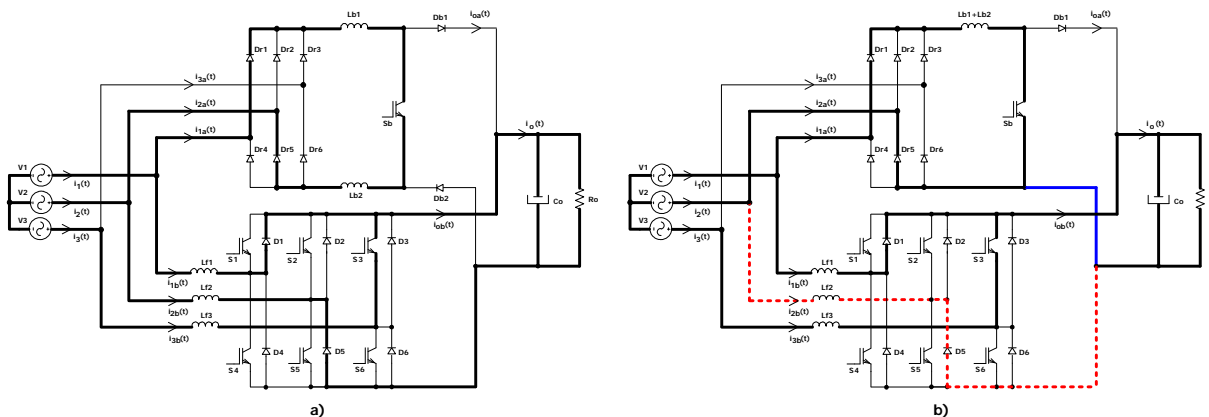 Lb1
Db1
ioa(t)
Dr1
Dr2
Dr3
i3a(t)
i2a(t)
i1a(t)
Sb
io(t)
Dr4
Dr5
Dr6
Lb2
Db2
Co
Ro
V1
V2
V3
i1(t)
i2(t)
i3(t)
iob(t)
S1
D1
S2
D2
S3
D3
Lf1
i1b(t)
Lf2
i2b(t)
Lf3
i3b(t)
S4
D4
S5
D5
S6
D6
a)
Lb1+Lb2
Db1
ioa(t)
Dr1
Dr2
Dr3
i3a(t)
i2a(t)
i1a(t)
Sb
io(t)
Dr4
Dr5
Dr6
Co
V1
V2
V3
i1(t)
i2(t)
i3(t)
iob(t)
S1
D1
S2
D2
S3
D3
Lf1
i1b(t)
Lf2
i2b(t)
Lf3
i3b(t)
S4
D4
S5
D5
S6
D6
b)